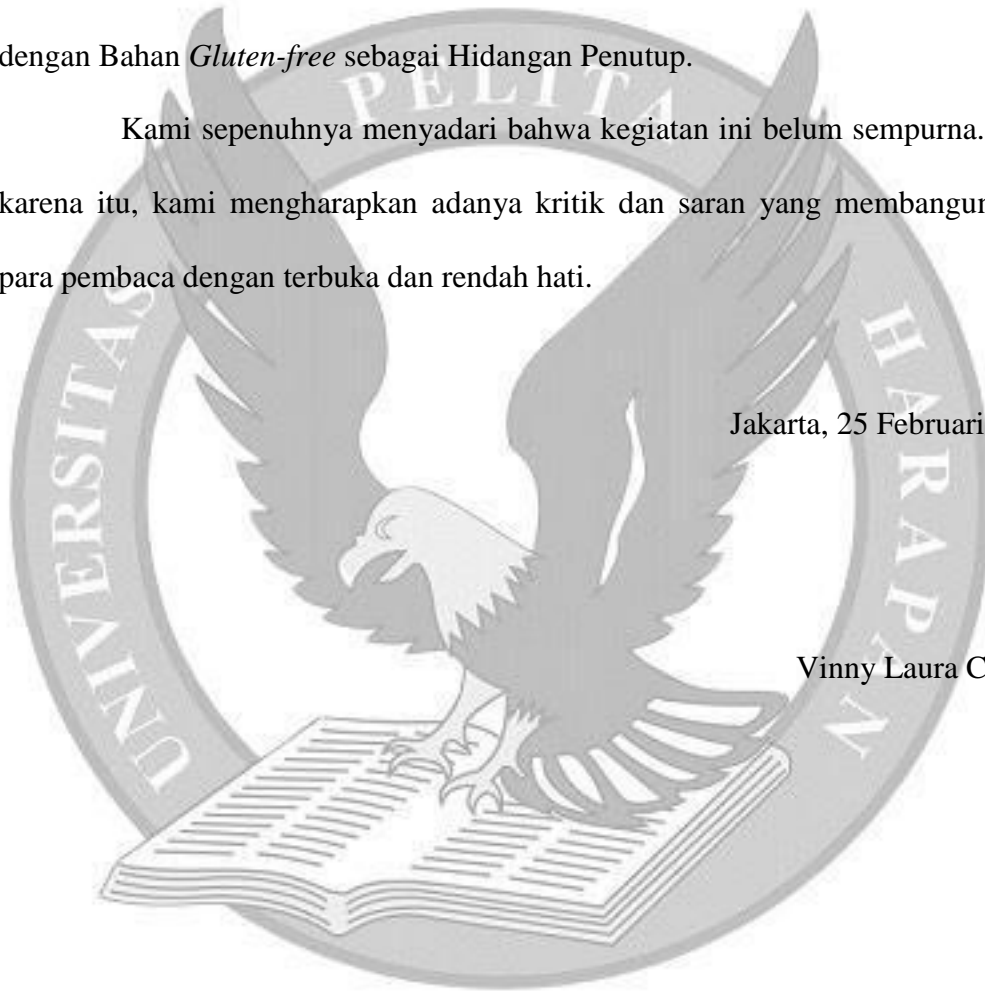 dengan Bahan Gluten-free sebagai Hidangan Penutup.
Kami sepenuhnya menyadari bahwa kegiatan ini belum sempurna.
karena itu, kami mengharapkan adanya kritik dan saran yang membangun
para pembaca dengan terbuka dan rendah hati.
Jakarta, 25 Februari
Vinny Laura C
UNIVERSITAS PELITA HARAPAN